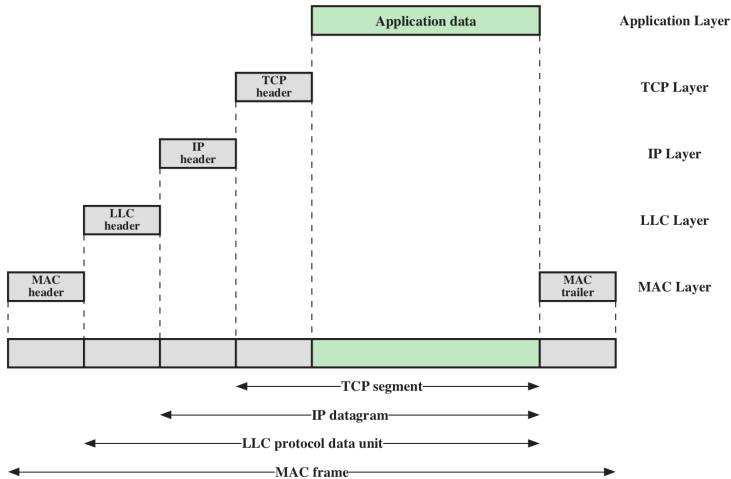 Application data
Application Layer
TCP
header
TCP Layer
IP
header
IP Layer
LLC
header
LLC Layer
MAC
header
MAC
trailer
MAC Layer
TCP segment
IP datagram
LLC protocol data unit
MAC frame